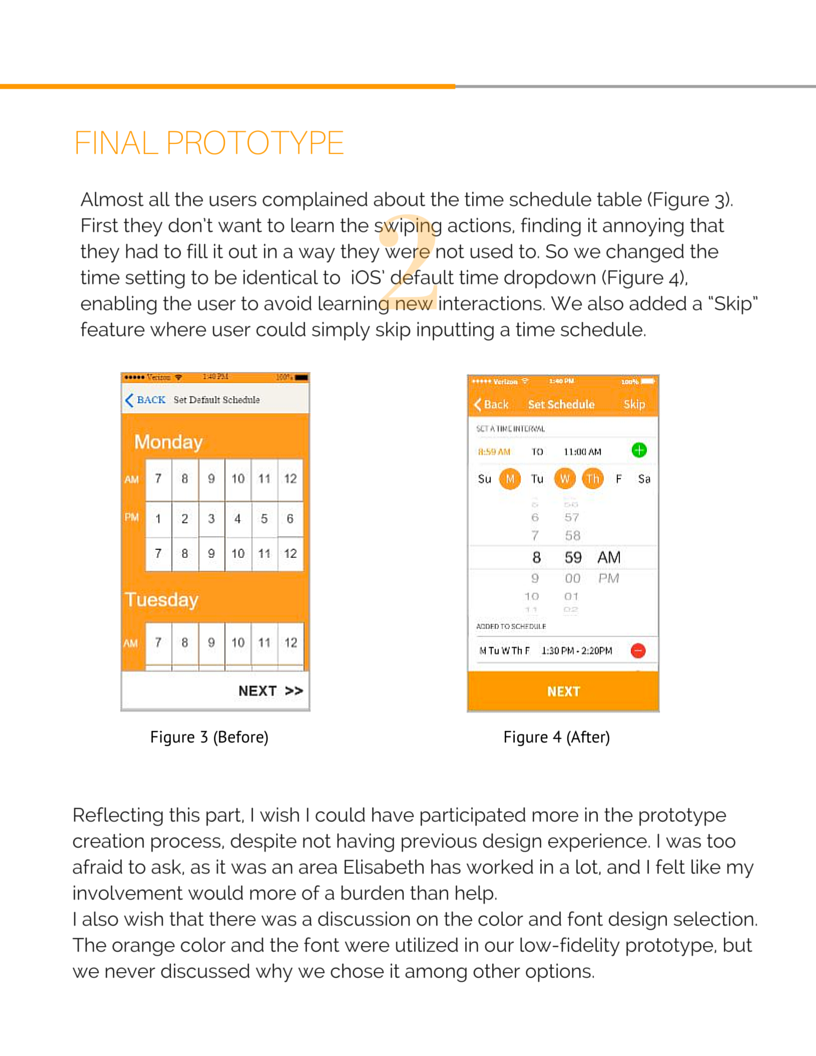 FINAL PROTOTYPE
2
Almost all the users complained about the time schedule table (Figure 3).
First they don't want to learn the swiping actions, finding it annoying that
they had to fill it out in a way they were not used to. So we changed the
time setting to be identical to  iOS' default time dropdown (Figure 4),
enabling the user to avoid learning new interactions. We also added a "Skip"
feature where user could simply skip inputting a time schedule.
Verizon 1:40 PM 100%
BACK Set Default Schedule
Monday
AM 7 8 9 10 11 12
PM 1 2 3 4 5 6
7 8 9 10 11 12
Tuesday
AM 7 8 9 10 11 12
NEXT >>
Figure 3 (Before)
Verizon 1:40 PM 100%
Back Set Schedule Skip
SET A TIME INTERVAL
8:59 AM TO 11:00 AM +
Su M Tu W Th F Sa
5 56
6 57
7 58
8 59 AM
9 00 PM
10 01
11 02
ADDED TO SCHEDULE
M Tu W Th F 1:30 PM - 2:20PM −
NEXT
Figure 4 (After)
Reflecting this part, I wish I could have participated more in the prototype
creation process, despite not having previous design experience. I was too
afraid to ask, as it was an area Elisabeth has worked in a lot, and I felt like my
involvement would more of a burden than help.
I also wish that there was a discussion on the color and font design selection.
The orange color and the font were utilized in our low-fidelity prototype, but
we never discussed why we chose it among other options.